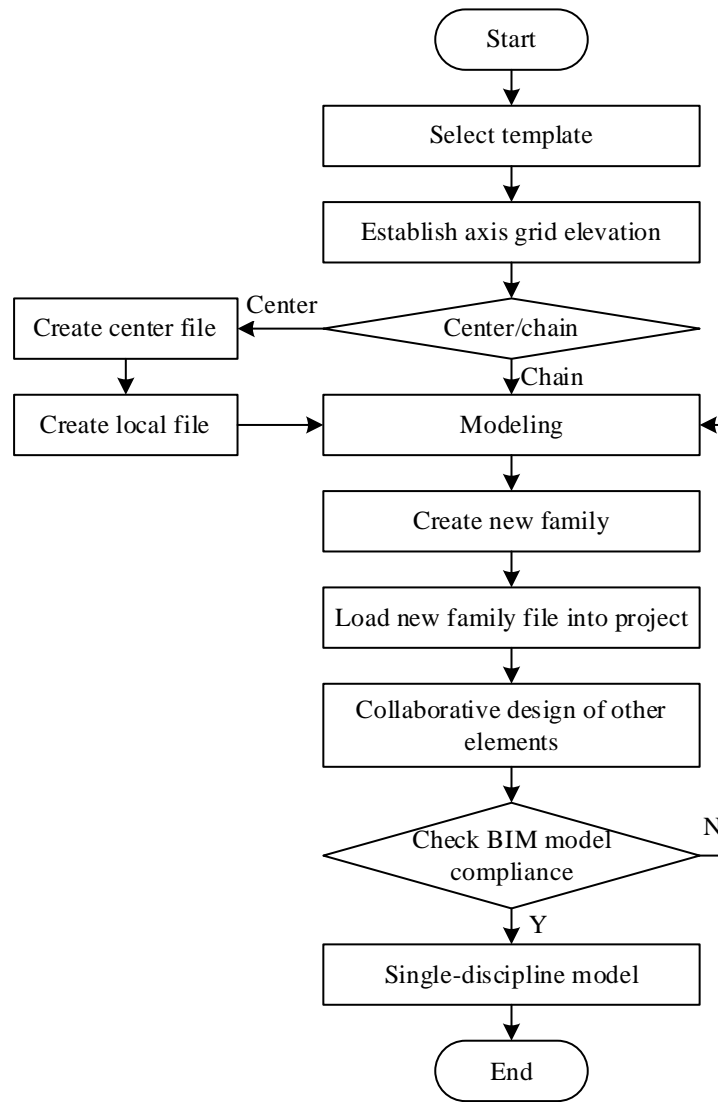 Start
Select template
Establish axis grid elevation
Center
Create center file
Center/chain
Chain
Create local file
Modeling
Create new family
Load new family file into project
Collaborative design of other
elements
Check BIM model
compliance
N
Y
Single-discipline model
End